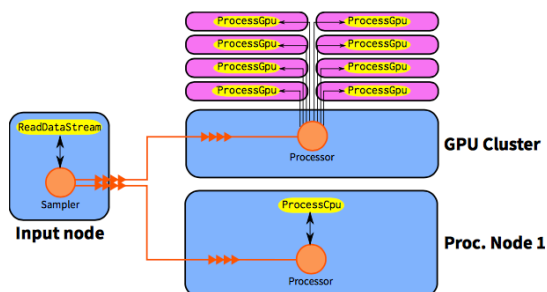 ProcessGpu ProcessGpu
ProcessGpu ProcessGpu
ProcessGpu ProcessGpu
ProcessGpu ProcessGpu
ReadDataStream
Processor
GPU Cluster
Sampler
Input node
ProcessCpu
Proc. Node 1
Processor